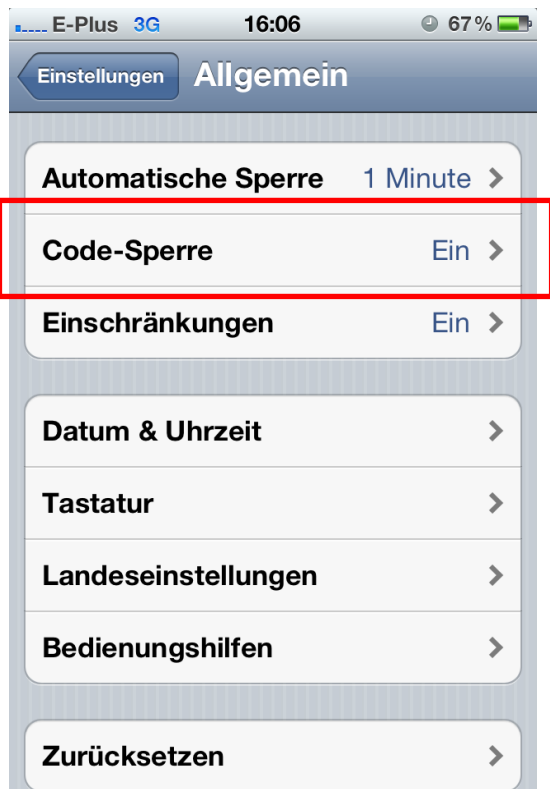 E-Plus 3G 16:06 67 %
Einstellungen Allgemein
Automatische Sperre 1 Minute
Code-Sperre Ein
Einschränkungen Ein
Datum & Uhrzeit
Tastatur
Landeseinstellungen
Bedienungshilfen
Zurücksetzen